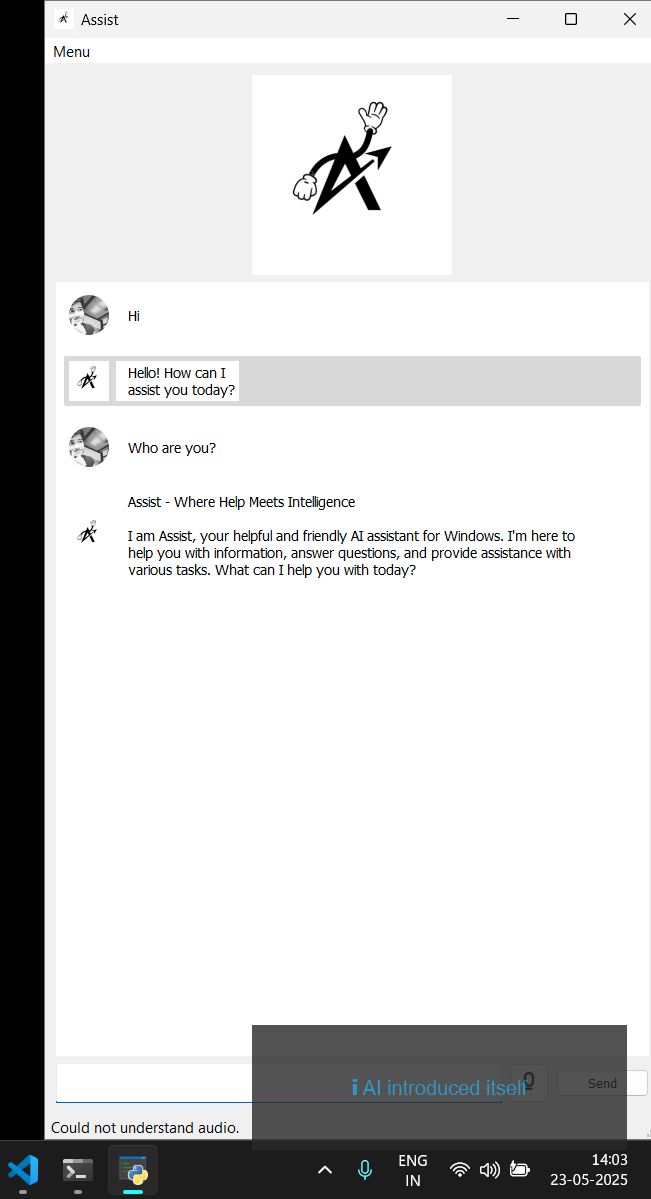 Assist
Menu
Hi
Hello! How can I
assist you today?
Who are you?
Assist - Where Help Meets Intelligence
I am Assist, your helpful and friendly AI assistant for Windows. I'm here to
help you with information, answer questions, and provide assistance with
various tasks. What can I help you with today?
ℹ AI introduced itself
Send
Could not understand audio.
ENG
IN
14:03
23-05-2025